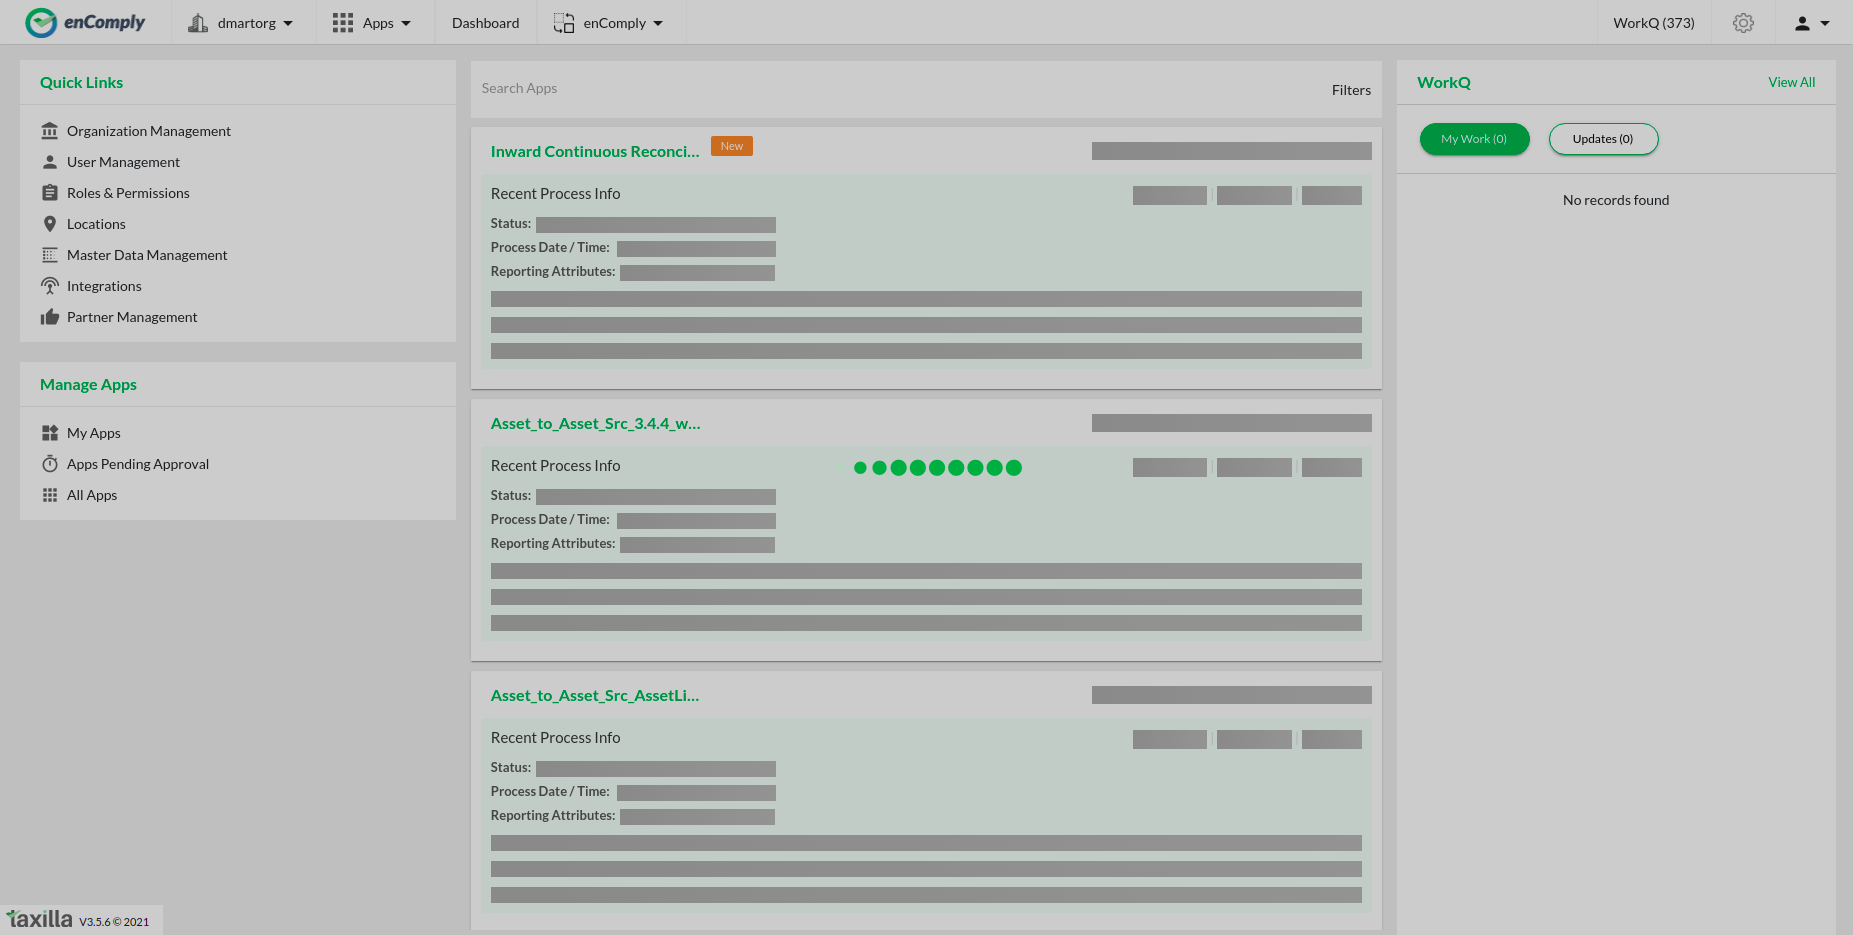 enComply
dmartorg
Apps
Dashboard
enComply
WorkQ (373)
Quick Links
Organization Management
User Management
Roles & Permissions
Locations
Master Data Management
Integrations
Partner Management
Manage Apps
My Apps
Apps Pending Approval
All Apps
Search Apps
Filters
Inward Continuous Reconci...
New
Recent Process Info
Status:
Process Date / Time:
Reporting Attributes:
Asset_to_Asset_Src_3.4.4_w...
Recent Process Info
Status:
Process Date / Time:
Reporting Attributes:
Asset_to_Asset_Src_AssetLi...
Recent Process Info
Status:
Process Date / Time:
Reporting Attributes:
WorkQ
View All
My Work (0)
Updates (0)
No records found
taxilla V3.5.6 © 2021